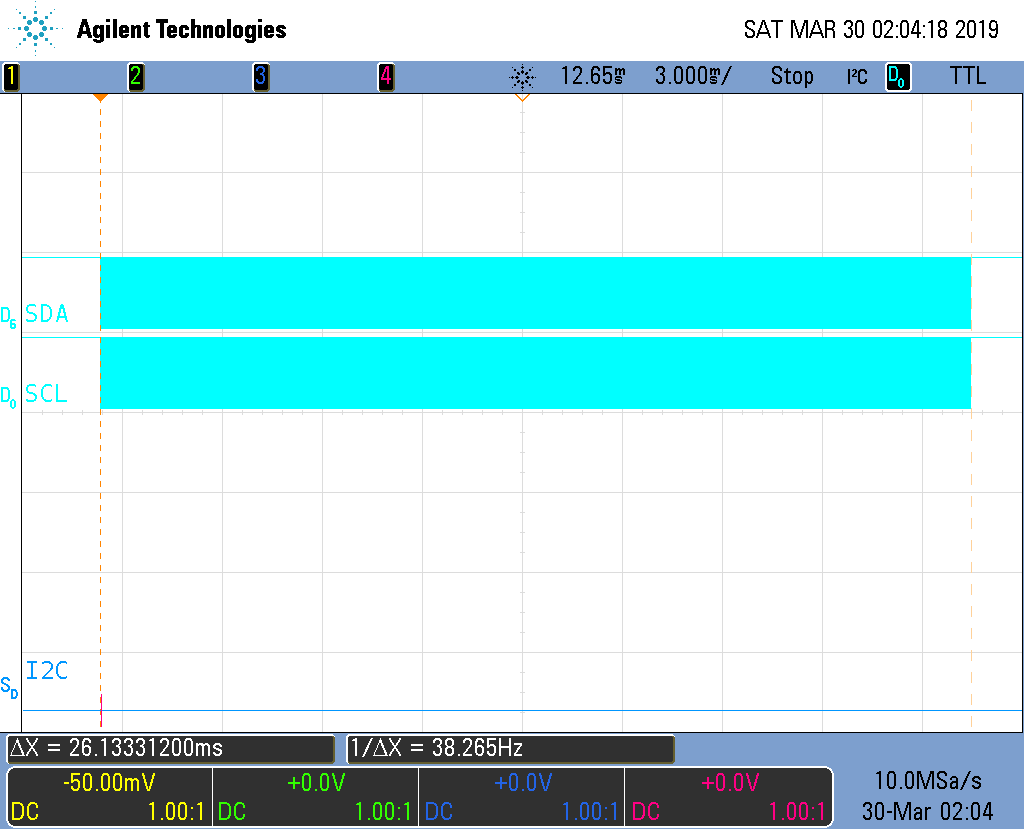 Agilent Technologies
SAT MAR 30 02:04:18 2019
1 2 3 4 12.65ms 3.000ms/ Stop I²C D0 TTL
D6 SDA
D0 SCL
I2C
SD
ΔX = 26.13331200ms 1/ΔX = 38.265Hz
-50.00mV +0.0V +0.0V +0.0V 10.0MSa/s
DC 1.00:1 DC 1.00:1 DC 1.00:1 DC 1.00:1 30-Mar 02:04